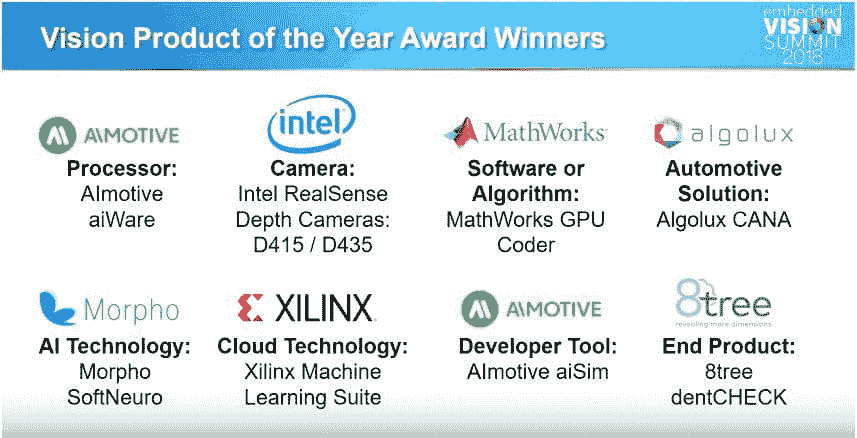 Vision Product of the Year Award Winners
embedded
VISION
SUMMIT
2018
AIMOTIVE
Processor:
AImotive
aiWare
intel
Camera:
Intel RealSense
Depth Cameras:
D415 / D435
MathWorks
Software or
Algorithm:
MathWorks GPU
Coder
algolux
Automotive
Solution:
Algolux CANA
Morpho
AI Technology:
Morpho
SoftNeuro
XILINX
Cloud Technology:
Xilinx Machine
Learning Suite
AIMOTIVE
Developer Tool:
AImotive aiSim
8tree
revealing more dimensions
End Product:
8tree
dentCHECK